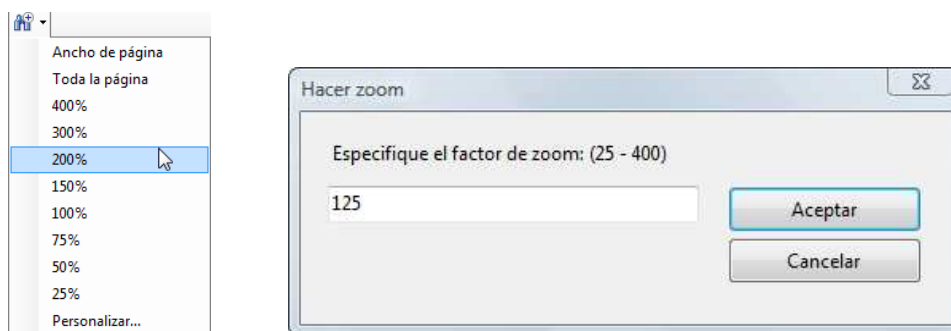 Ancho de página
Toda la página
400%
300%
200%
150%
100%
75%
50%
25%
Personalizar...
Hacer zoom
Especifique el factor de zoom: (25 - 400)
125
Aceptar
Cancelar